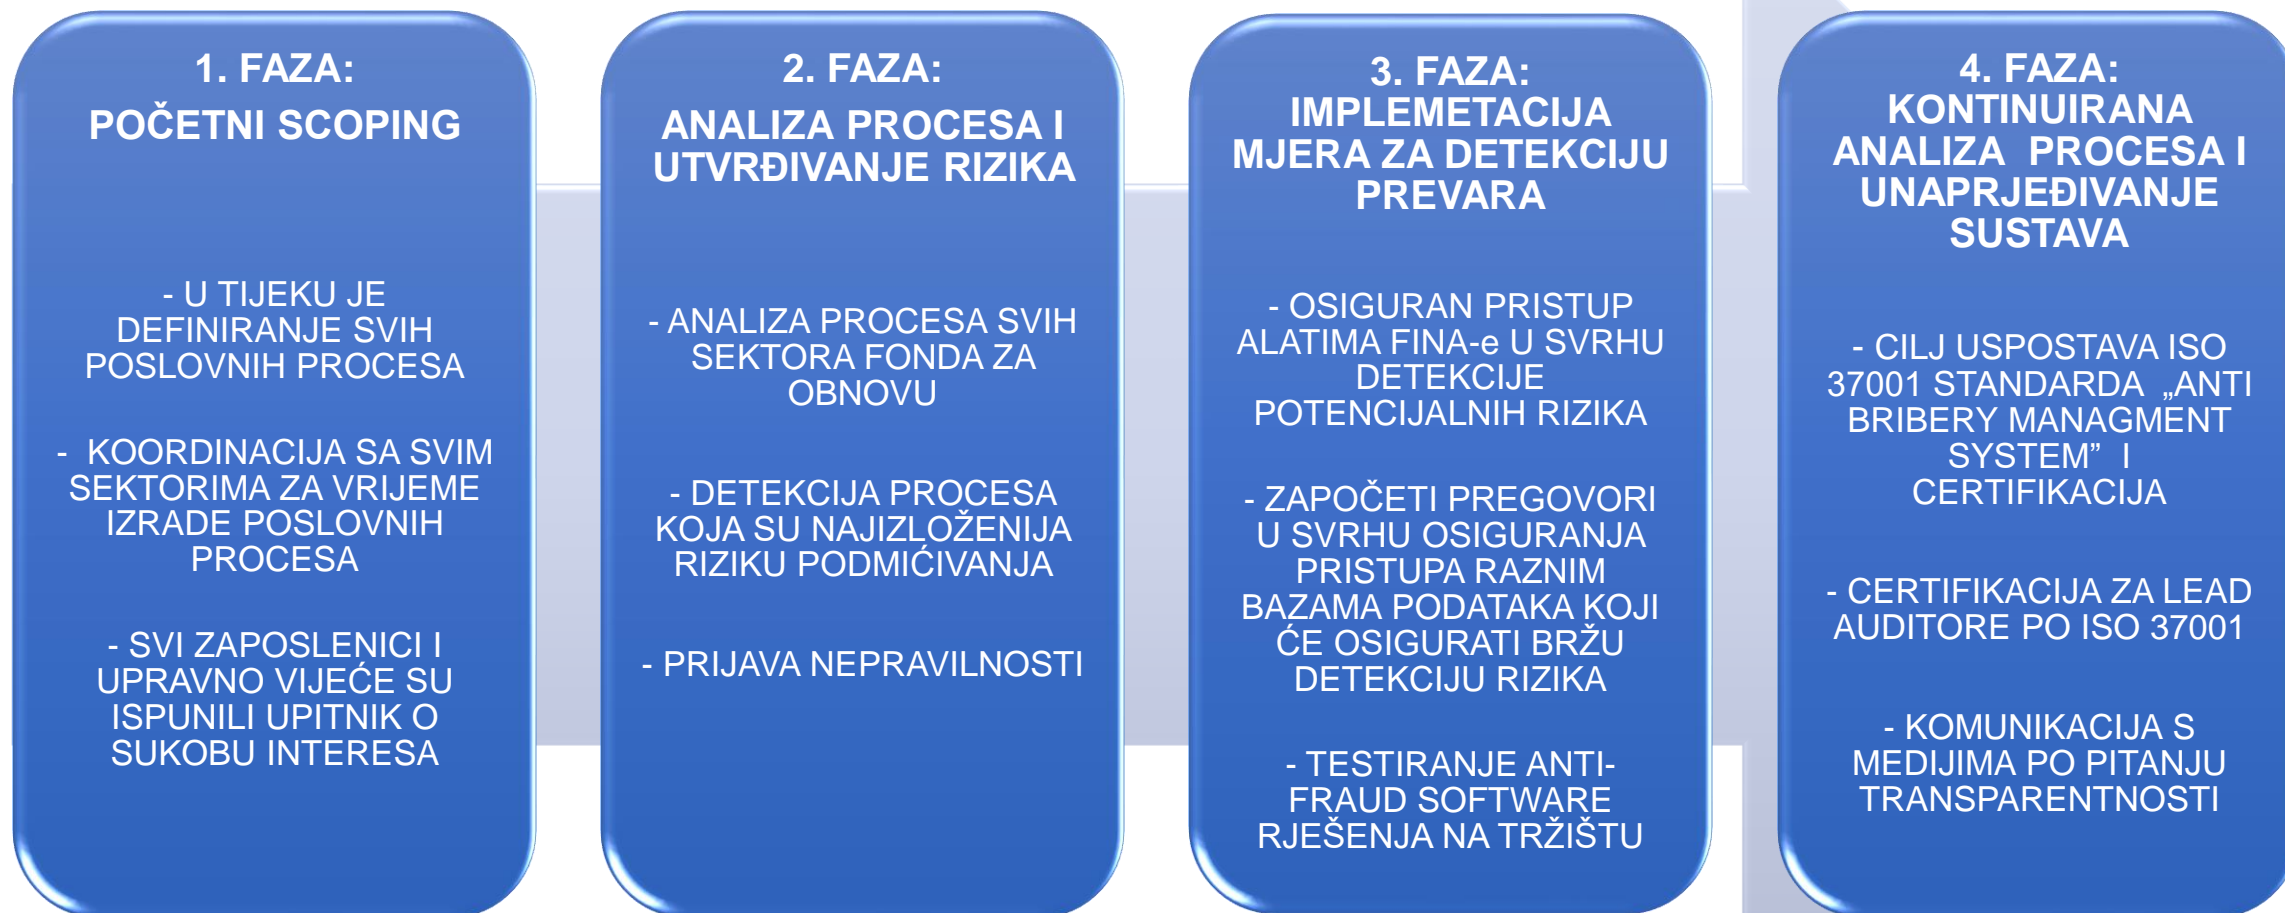 1. FAZA:
POČETNI SCOPING
- U TIJEKU JE
DEFINIRANJE SVIH
POSLOVNIH PROCESA
- KOORDINACIJA SA SVIM
SEKTORIMA ZA VRIJEME
IZRADE POSLOVNIH
PROCESA
- SVI ZAPOSLENICI I
UPRAVNO VIJEĆE SU
ISPUNILI UPITNIK O
SUKOBU INTERESA
2. FAZA:
ANALIZA PROCESA I
UTVRĐIVANJE RIZIKA
- ANALIZA PROCESA SVIH
SEKTORA FONDA ZA
OBNOVU
- DETEKCIJA PROCESA
KOJA SU NAJIZLOŽENIJA
RIZIKU PODMIĆIVANJA
- PRIJAVA NEPRAVILNOSTI
3. FAZA:
IMPLEMETACIJA
MJERA ZA DETEKCIJU
PREVARA
- OSIGURAN PRISTUP
ALATIMA FINA-e U SVRHU
DETEKCIJE
POTENCIJALNIH RIZIKA
- ZAPOČETI PREGOVORI
U SVRHU OSIGURANJA
PRISTUPA RAZNIM
BAZAMA PODATAKA KOJI
ĆE OSIGURATI BRŽU
DETEKCIJU RIZIKA
- TESTIRANJE ANTI-
FRAUD SOFTWARE
RJEŠENJA NA TRŽIŠTU
4. FAZA:
KONTINUIRANA
ANALIZA PROCESA I
UNAPRJEĐIVANJE
SUSTAVA
- CILJ USPOSTAVA ISO
37001 STANDARDA „ANTI
BRIBERY MANAGMENT
SYSTEM” I
CERTIFIKACIJA
- CERTIFIKACIJA ZA LEAD
AUDITORE PO ISO 37001
- KOMUNIKACIJA S
MEDIJIMA PO PITANJU
TRANSPARENTNOSTI